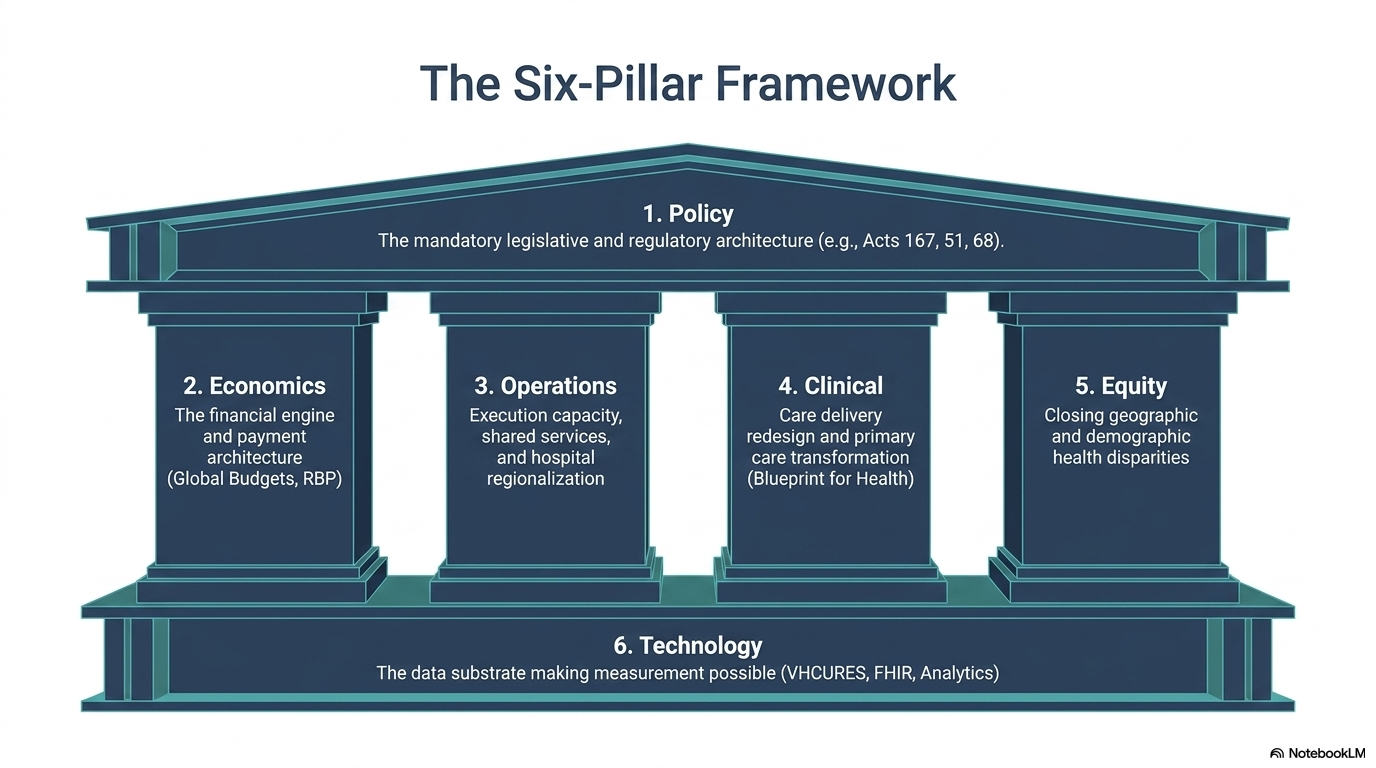 The Six-Pillar Framework
1. Policy
The mandatory legislative and regulatory architecture (e.g., Acts 167, 51, 68).
2. Economics
The financial engine
and payment
architecture
(Global Budgets, RBP)
3. Operations
Execution capacity,
shared services,
and hospital
regionalization
4. Clinical
Care delivery
redesign and primary
care transformation
(Blueprint for Health)
5. Equity
Closing geographic
and demographic
health disparities
6. Technology
The data substrate making measurement possible (VHCURES, FHIR, Analytics)
NotebookLM